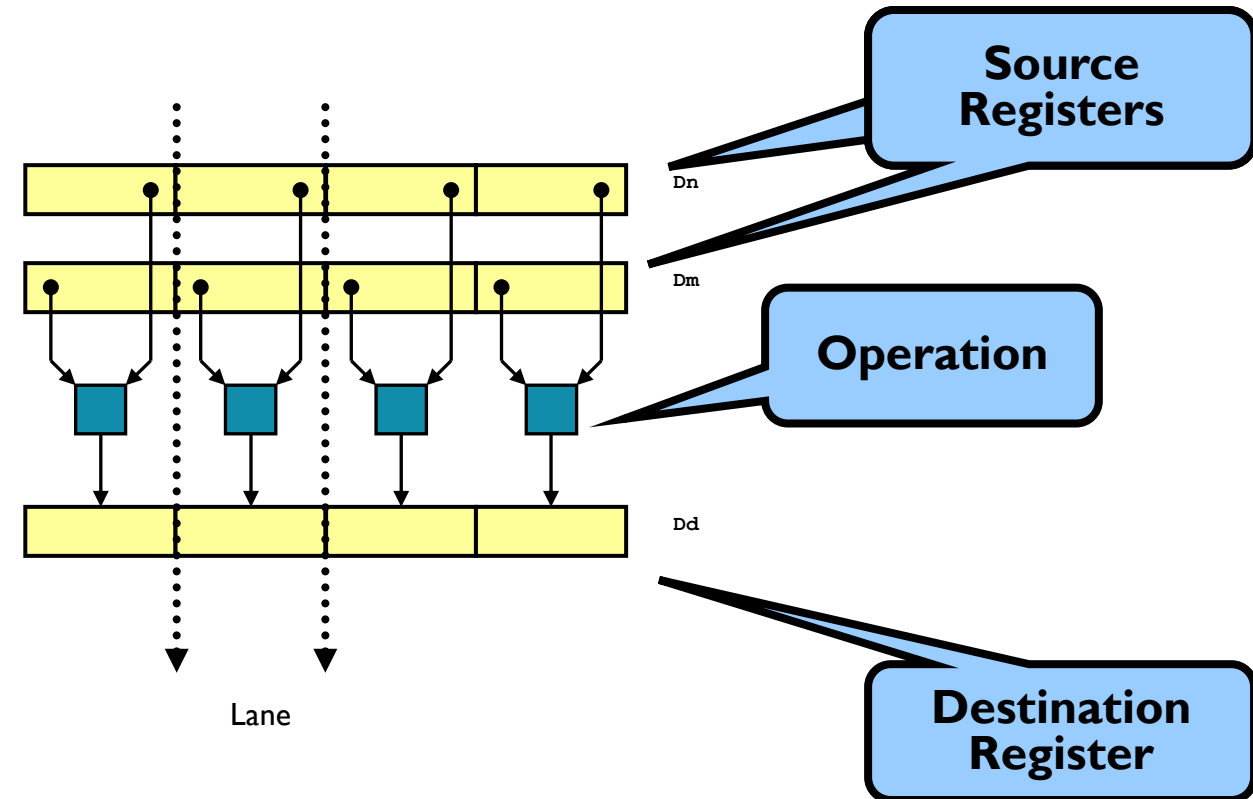 Source
Registers
Dn
Dm
Operation
Dd
Lane
Destination
Register